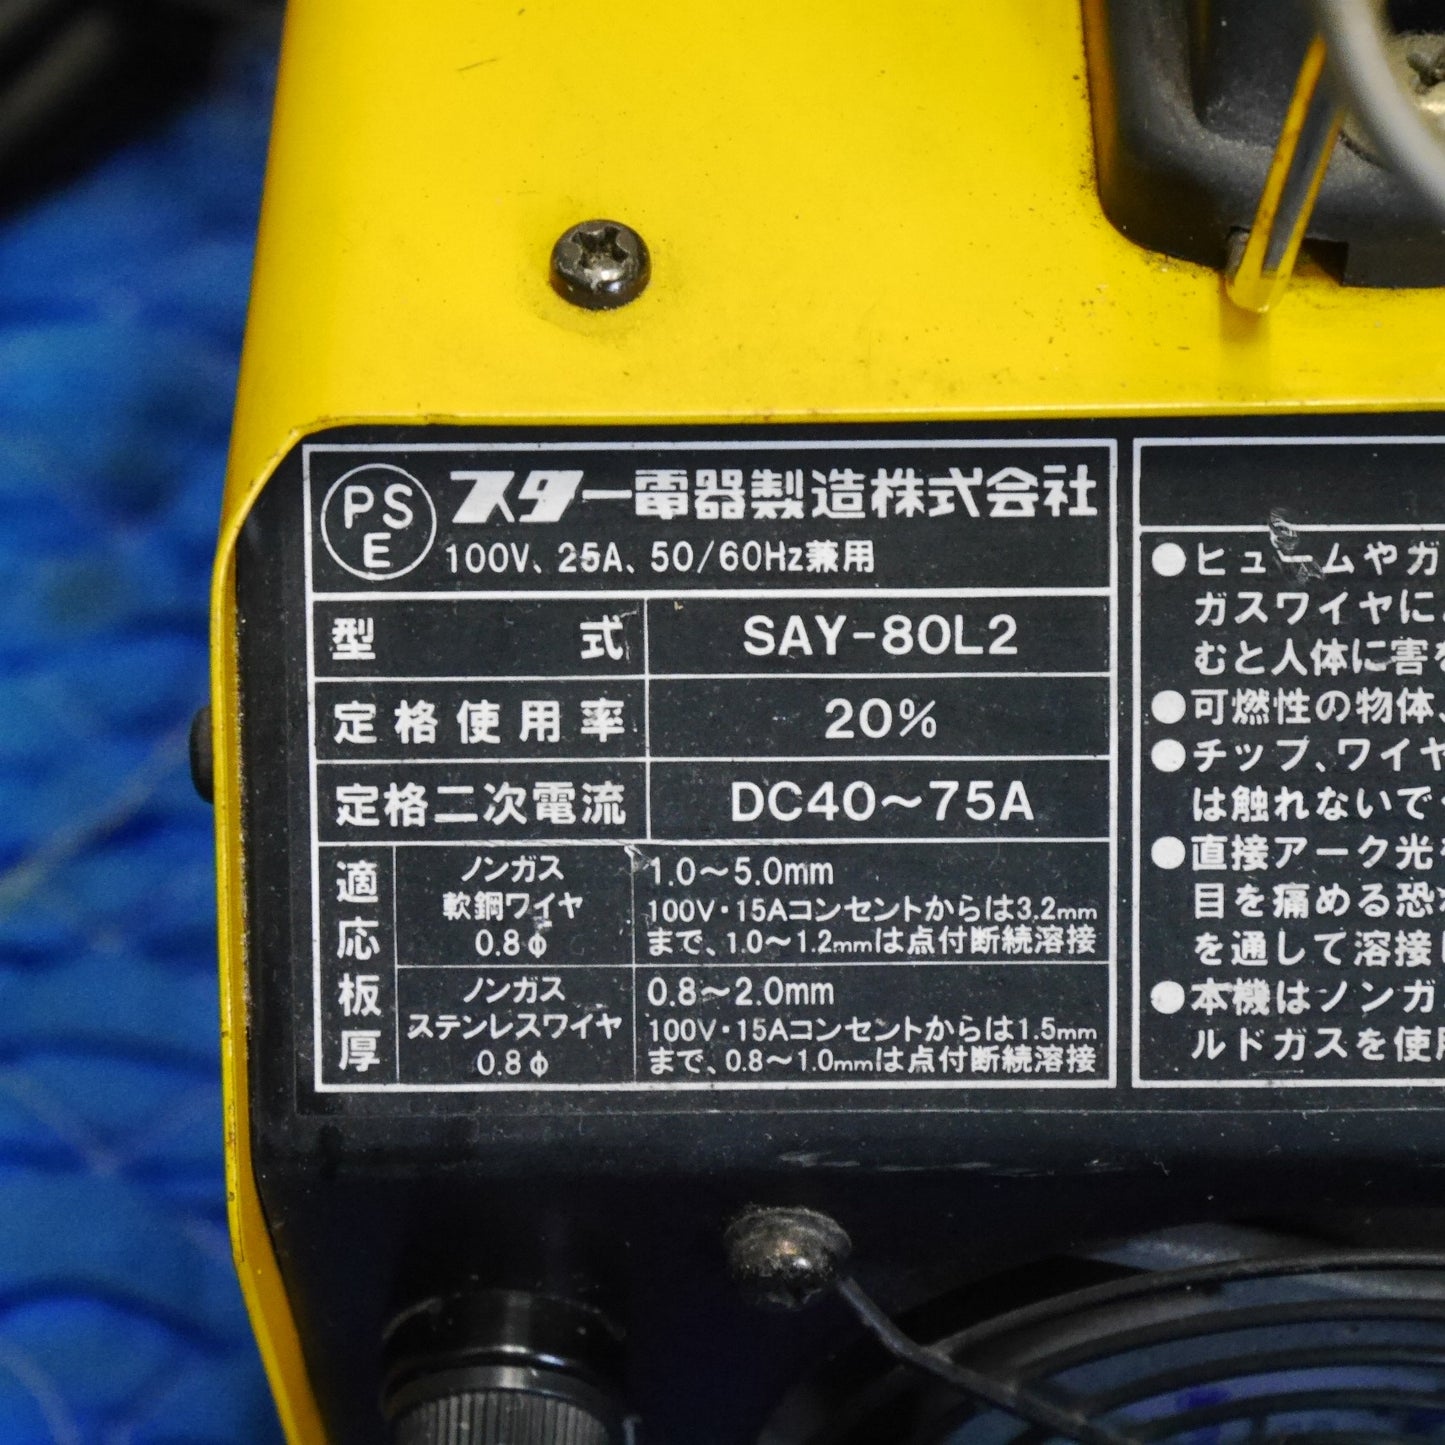 PSE
スター電器製造株式会社
100V、25A、50/60Hz兼用
型式 SAY-80L2
定格使用率 20%
定格二次電流 DC40〜75A
適応板厚
ノンガス
軟鋼ワイヤ
0.8φ
1.0〜5.0mm
100V・15Aコンセントからは3.2mm
まで、1.0〜1.2mmは点付断続溶接
ノンガス
ステンレスワイヤ
0.8φ
0.8〜2.0mm
100V・15Aコンセントからは1.5mm
まで、0.8〜1.0mmは点付断続溶接
●ヒュームやガ
ガスワイヤに
むと人体に害を
●可燃性の物体、
●チップ、ワイヤ
は触れないで
●直接アーク光を
目を痛める恐
を通して溶接
●本機はノンガ
ルドガスを使用